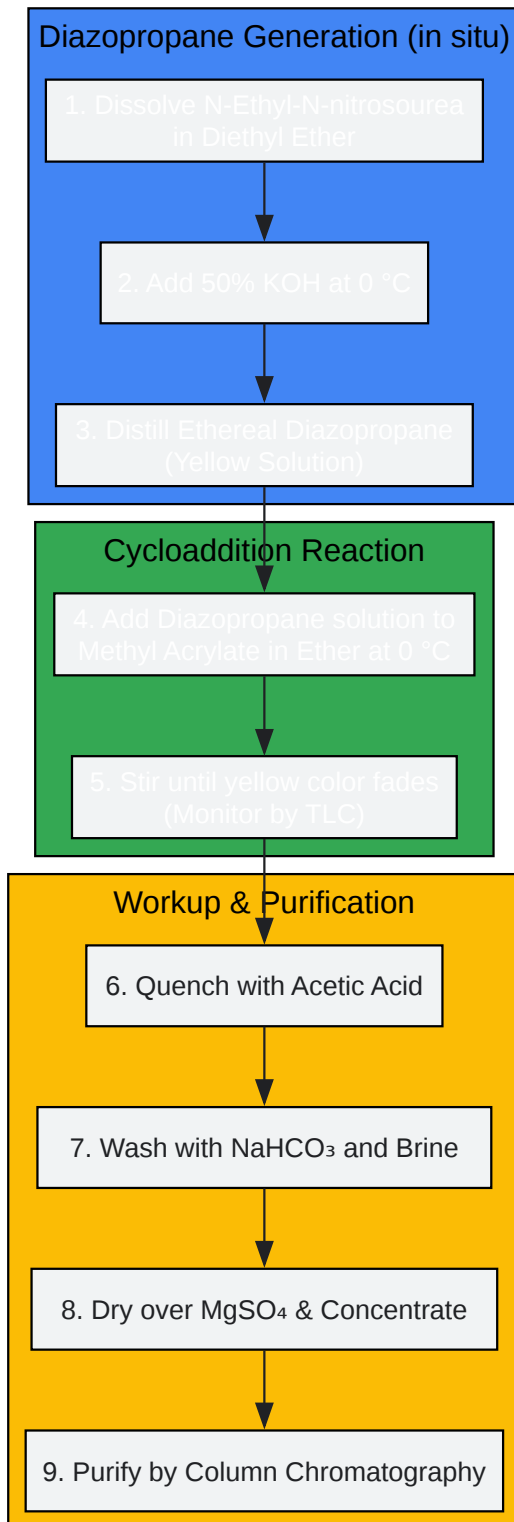 Diazopropane Generation (in situ)
1. Dissolve N-Ethyl-N-nitrosourea
in Diethyl Ether
2. Add 50% KOH at 0 °C
3. Distill Ethereal Diazopropane
(Yellow Solution)
Cycloaddition Reaction
4. Add Diazopropane solution to
Methyl Acrylate in Ether at 0 °C
5. Stir until yellow color fades
(Monitor by TLC)
Workup & Purification
6. Quench with Acetic Acid
7. Wash with NaHCO₃ and Brine
8. Dry over MgSO₄ & Concentrate
9. Purify by Column Chromatography